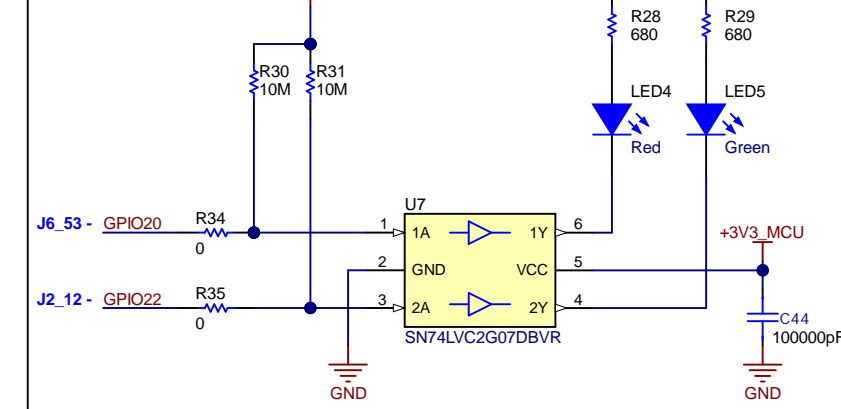 R28
680
R29
680
R30
10M
R31
10M
LED4
LED5
Red
Green
U7
J6_53 - GPIO20
R34
0
1
1A
1Y
6
+3V3_MCU
2
GND
VCC
5
J2_12 - GPIO22
R35
0
3
2A
2Y
4
C44
100000pF
SN74LVC2G07DBVR
GND
GND